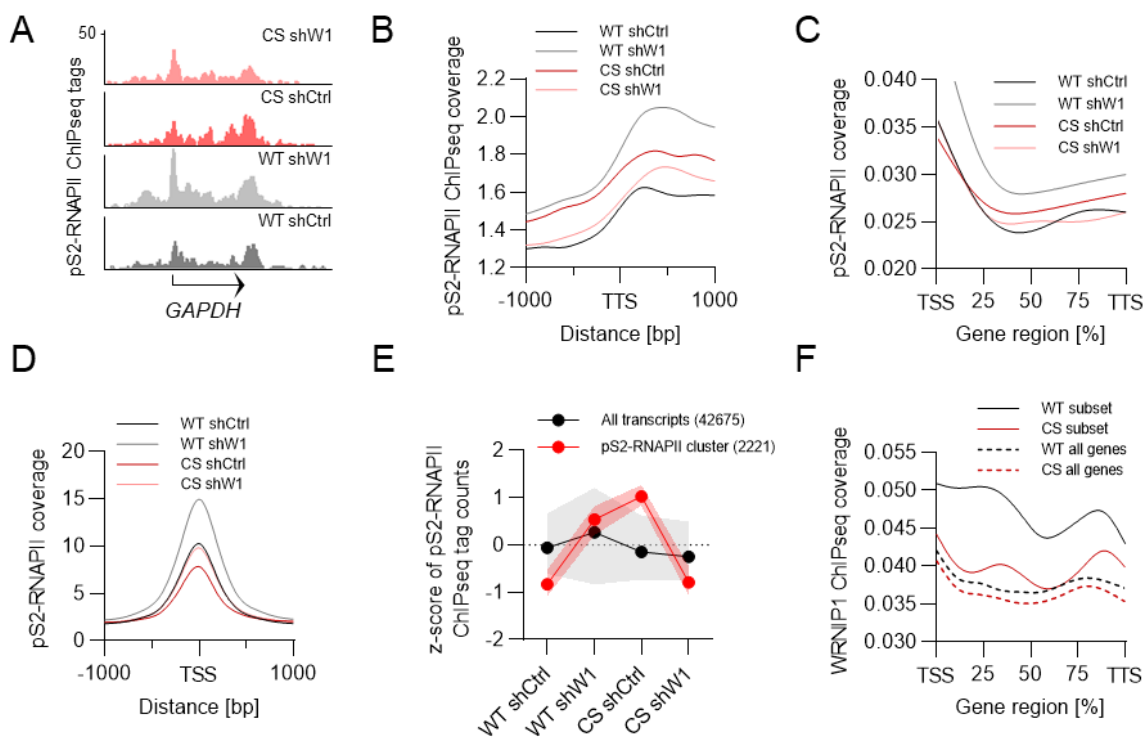 A
50
pS2-RNAPII ChIPseq tags
CS shW1
CS shCtrl
WT shW1
WT shCtrl
GAPDH
B
WT shCtrl
WT shW1
CS shCtrl
CS shW1
pS2-RNAPII ChIPseq coverage
2.2
2.0
1.8
1.6
1.4
1.2
-1000
TTS
1000
Distance [bp]
C
WT shCtrl
WT shW1
CS shCtrl
CS shW1
pS2-RNAPII coverage
0.040
0.035
0.030
0.025
0.020
TSS
25
50
75
TTS
Gene region [%]
D
WT shCtrl
WT shW1
CS shCtrl
CS shW1
pS2-RNAPII coverage
20
15
10
5
0
-1000
TSS
1000
Distance [bp]
E
All transcripts (42675)
pS2-RNAPII cluster (2221)
z-score of pS2-RNAPII
ChIPseq tag counts
2
1
0
-1
-2
WT shCtrl
WT shW1
CS shCtrl
CS shW1
F
WT subset
CS subset
WT all genes
CS all genes
WRNIP1 ChIPseq coverage
0.055
0.050
0.045
0.040
0.035
0.030
TSS
25
50
75
TTS
Gene region [%]